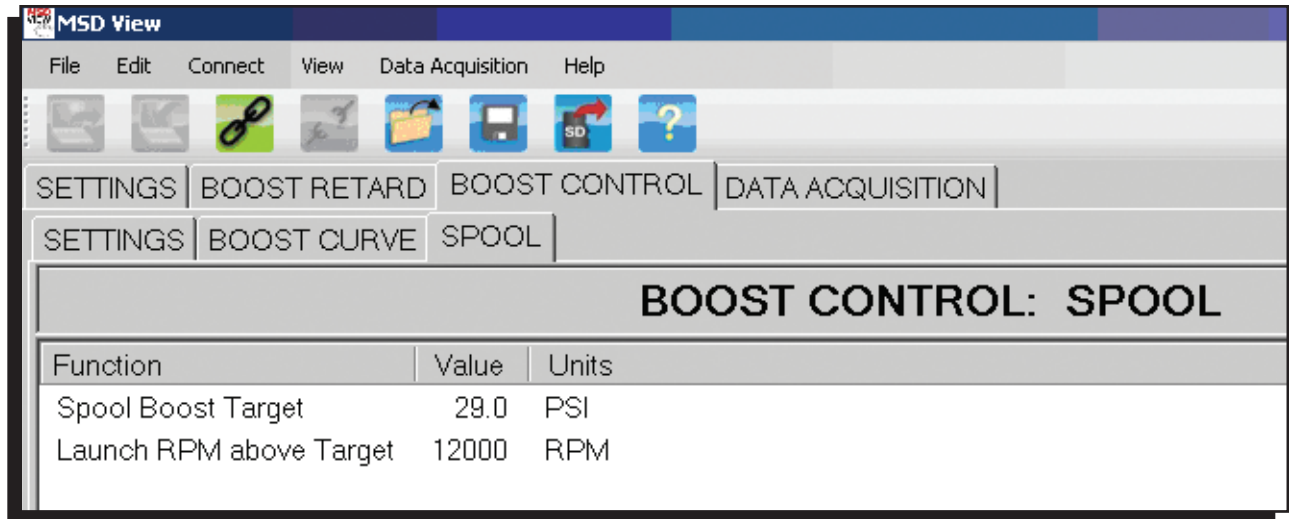 MSD View
File Edit Connect View Data Acquisition Help
SD ?
SETTINGS BOOST RETARD BOOST CONTROL DATA ACQUISITION
SETTINGS BOOST CURVE SPOOL
BOOST CONTROL: SPOOL
Function Value Units
Spool Boost Target 29.0 PSI
Launch RPM above Target 12000 RPM